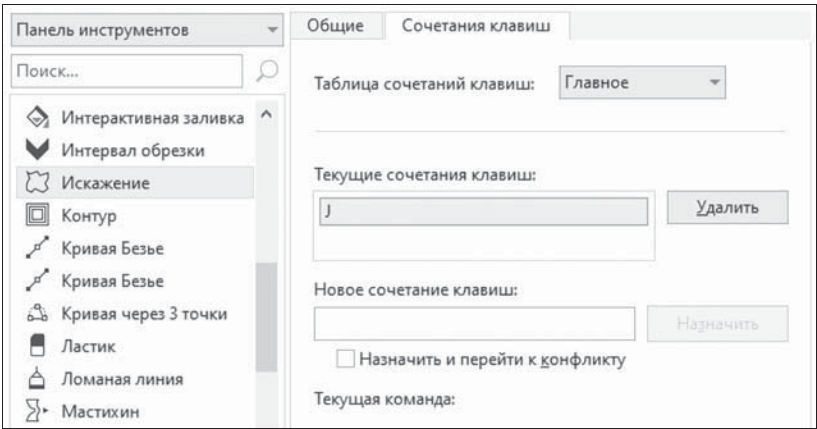 Панель инструментов
Поиск...
Интерактивная заливка
Интервал обрезки
Искажение
Контур
Кривая Безье
Кривая Безье
Кривая через 3 точки
Ластик
Ломаная линия
Мастихин
Общие
Сочетания клавиш
Таблица сочетаний клавиш:
Главное
Текущие сочетания клавиш:
J
Удалить
Новое сочетание клавиш:
Назначить
Назначить и перейти к конфликту
Текущая команда: